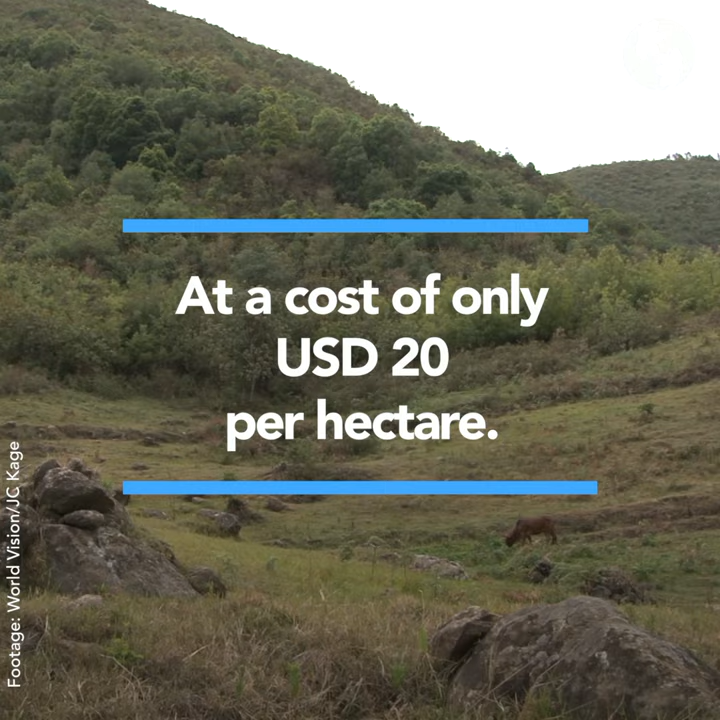 At a cost of only
USD 20
per hectare.
Footage: World Vision/JC Kage